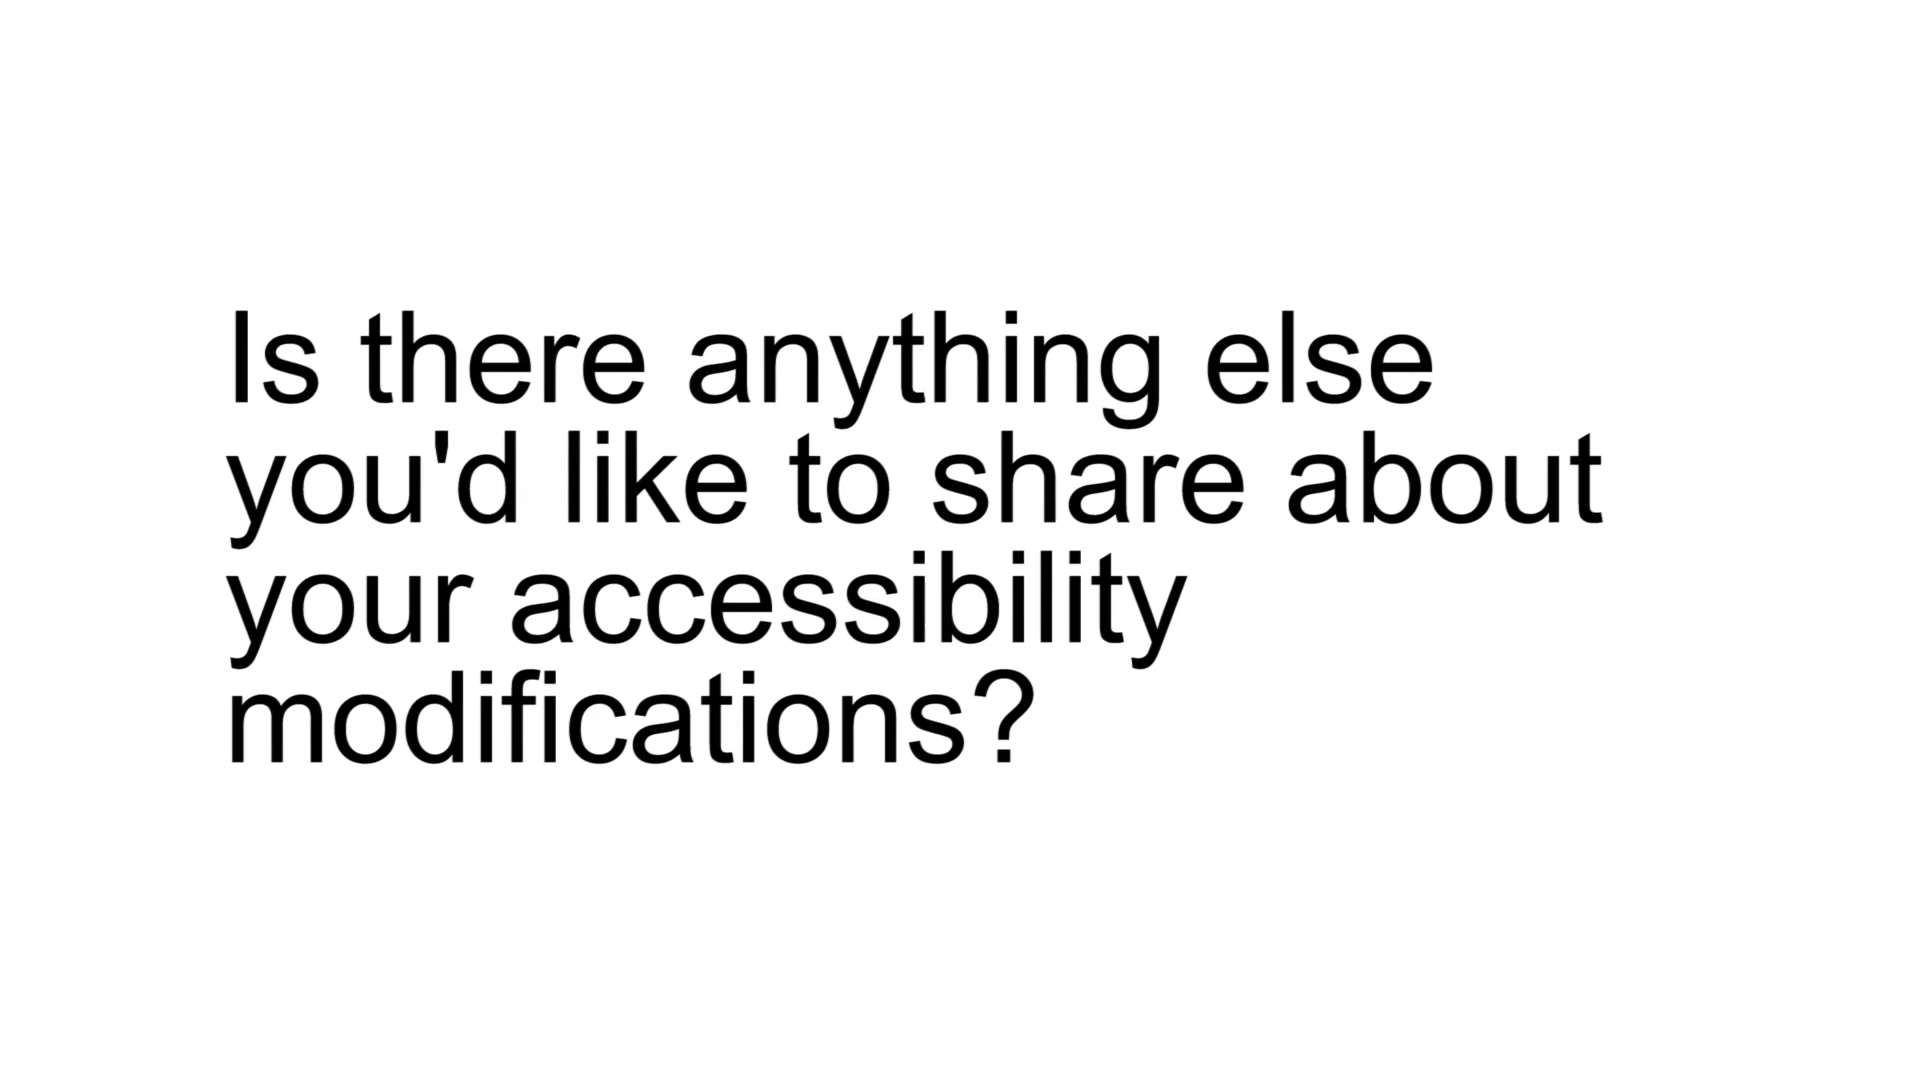 Is there anything else
you'd like to share about
your accessibility
modifications?